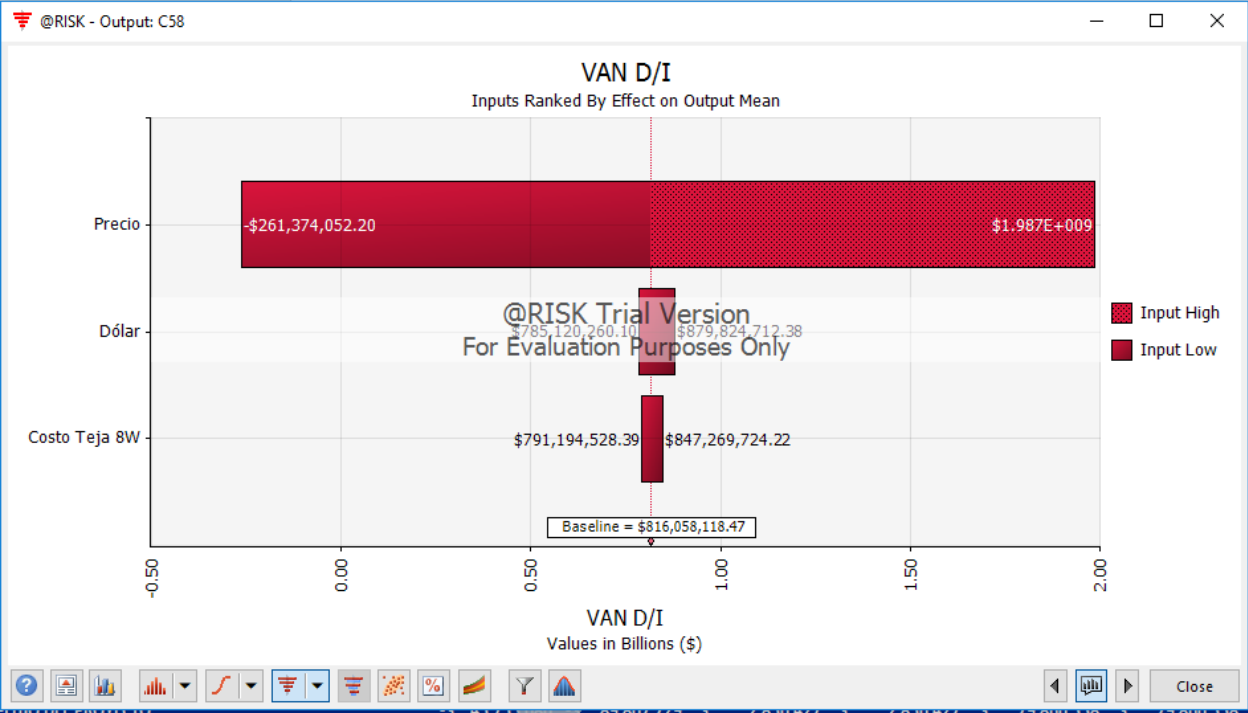 @RISK - Output: C58
VAN D/I
Inputs Ranked By Effect on Output Mean
Precio
-$261,374,052.20
$1.987E+009
@RISK Trial Version
Dólar
$785,120,260.10
$879,824,712.38
For Evaluation Purposes Only
Input High
Input Low
Costo Teja 8W
$791,194,528.39
$847,269,724.22
Baseline = $816,058,118.47
-0.50
0.00
0.50
1.00
1.50
2.00
VAN D/I
Values in Billions ($)
Close